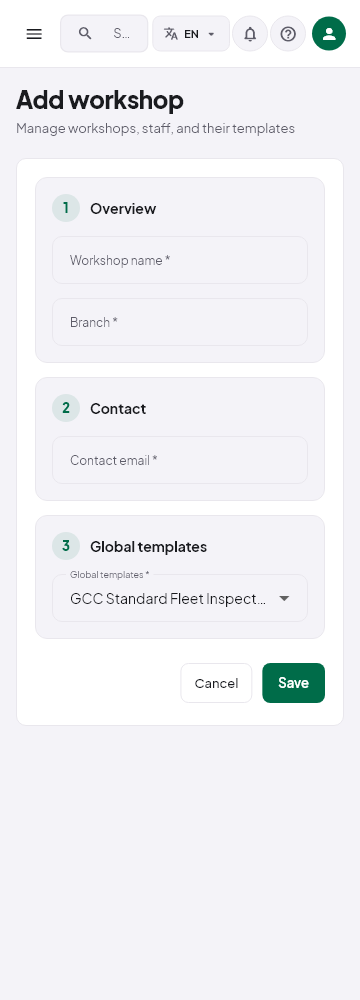 S...
EN
Add workshop
Manage workshops, staff, and their templates
1 Overview
Workshop name *
Branch *
2 Contact
Contact email *
3 Global templates
Global templates *
GCC Standard Fleet Inspect...
Cancel
Save